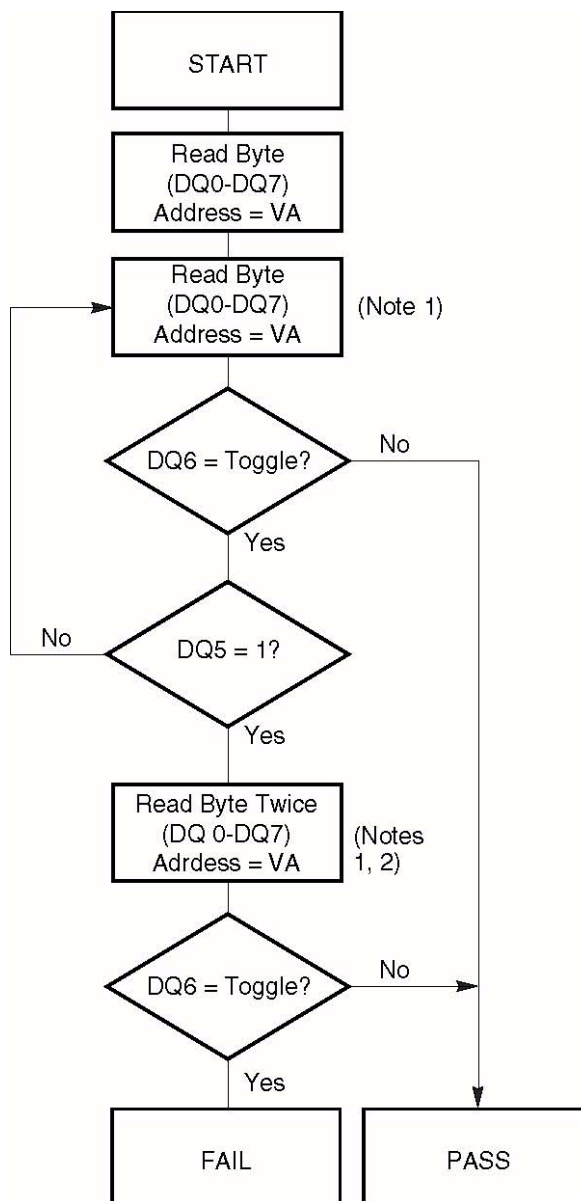 START
Read Byte
(DQ0-DQ7)
Address = VA
Read Byte
(DQ0-DQ7)
Address = VA
(Note 1)
DQ6 = Toggle?
No
Yes
No
DQ5 = 1?
Yes
Read Byte Twice
(DQ 0-DQ7)
Adrdess = VA
(Notes
1, 2)
DQ6 = Toggle?
No
Yes
FAIL
PASS